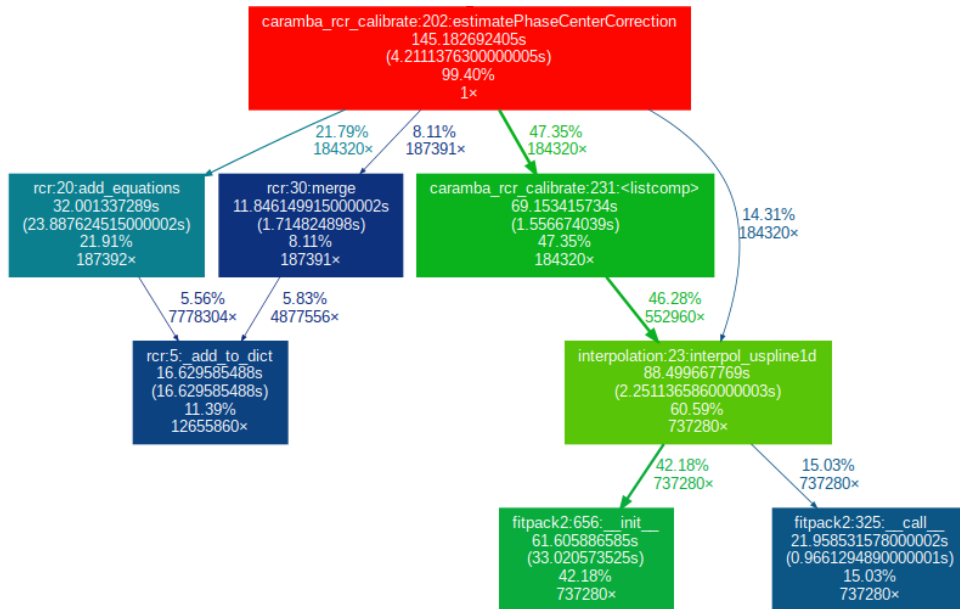 caramba_rcr_calibrate:202:estimatePhaseCenterCorrection
145.182692405s
(4.2111376300000005s)
99.40%
1×
21.79%
184320×
8.11%
187391×
47.35%
184320×
14.31%
184320×
rcr:20:add_equations
32.001337289s
(23.887624515000002s)
21.91%
187392×
rcr:30:merge
11.846149915000002s
(1.714824898s)
8.11%
187391×
caramba_rcr_calibrate:231:<listcomp>
69.153415734s
(1.556674039s)
47.35%
184320×
5.56%
7778304×
5.83%
4877556×
46.28%
552960×
rcr:5:_add_to_dict
16.629585488s
(16.629585488s)
11.39%
12655860×
interpolation:23:interpol_uspline1d
88.499667769s
(2.2511365860000003s)
60.59%
737280×
42.18%
737280×
15.03%
737280×
fitpack2:656:__init__
61.605886585s
(33.020573525s)
42.18%
737280×
fitpack2:325:__call__
21.958531578000002s
(0.9661294890000001s)
15.03%
737280×